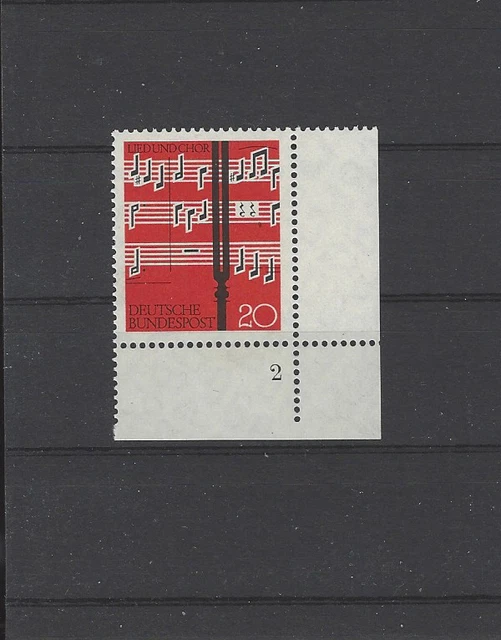 LIED UND CHOR
DEUTSCHE
BUNDESPOST
20
2